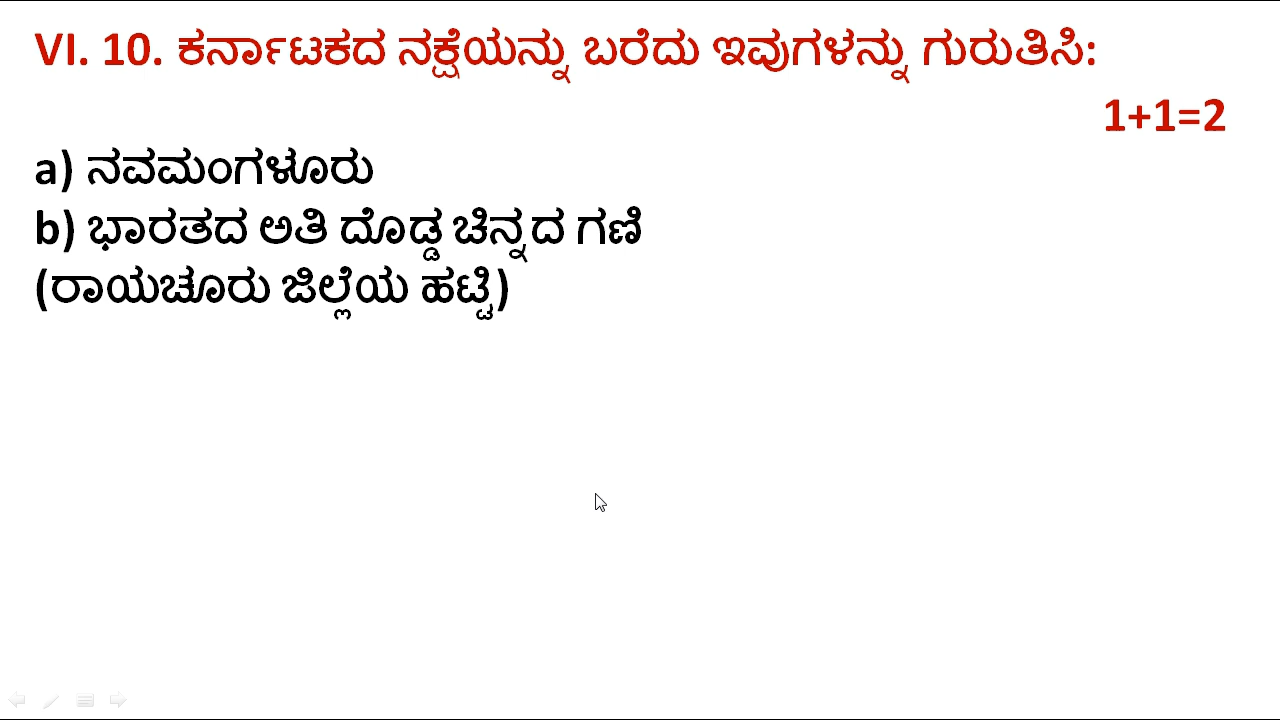 VI. 10. ಕರ್ನಾಟಕದ ನಕ್ಷೆಯನ್ನು ಬರೆದು ಇವುಗಳನ್ನು ಗುರುತಿಸಿ:
1+1=2
a) ನವಮಂಗಳೂರು
b) ಭಾರತದ ಅತಿ ದೊಡ್ಡ ಚಿನ್ನದ ಗಣಿ
(ರಾಯಚೂರು ಜಿಲ್ಲೆಯ ಹಟ್ಟಿ)